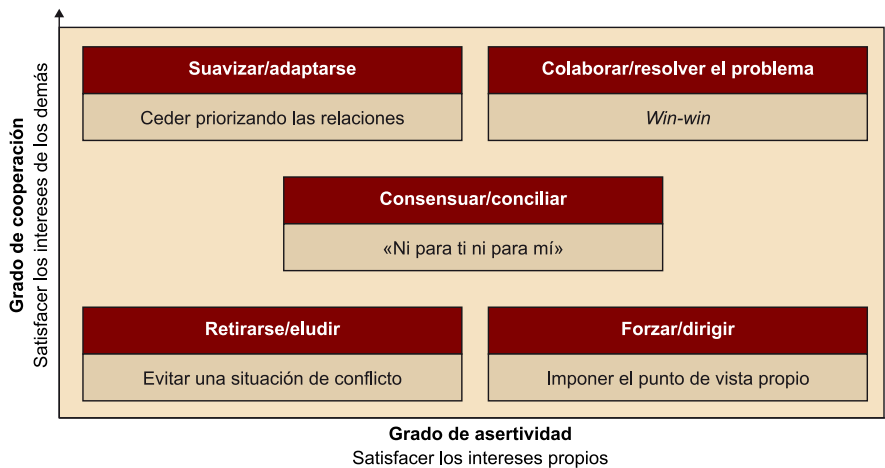 Grado de cooperación
Satisfacer los intereses de los demás
Suavizar/adaptarse
Ceder priorizando las relaciones
Colaborar/resolver el problema
Win-win
Consensuar/conciliar
«Ni para ti ni para mí»
Retirarse/eludir
Evitar una situación de conflicto
Forzar/dirigir
Imponer el punto de vista propio
Grado de asertividad
Satisfacer los intereses propios